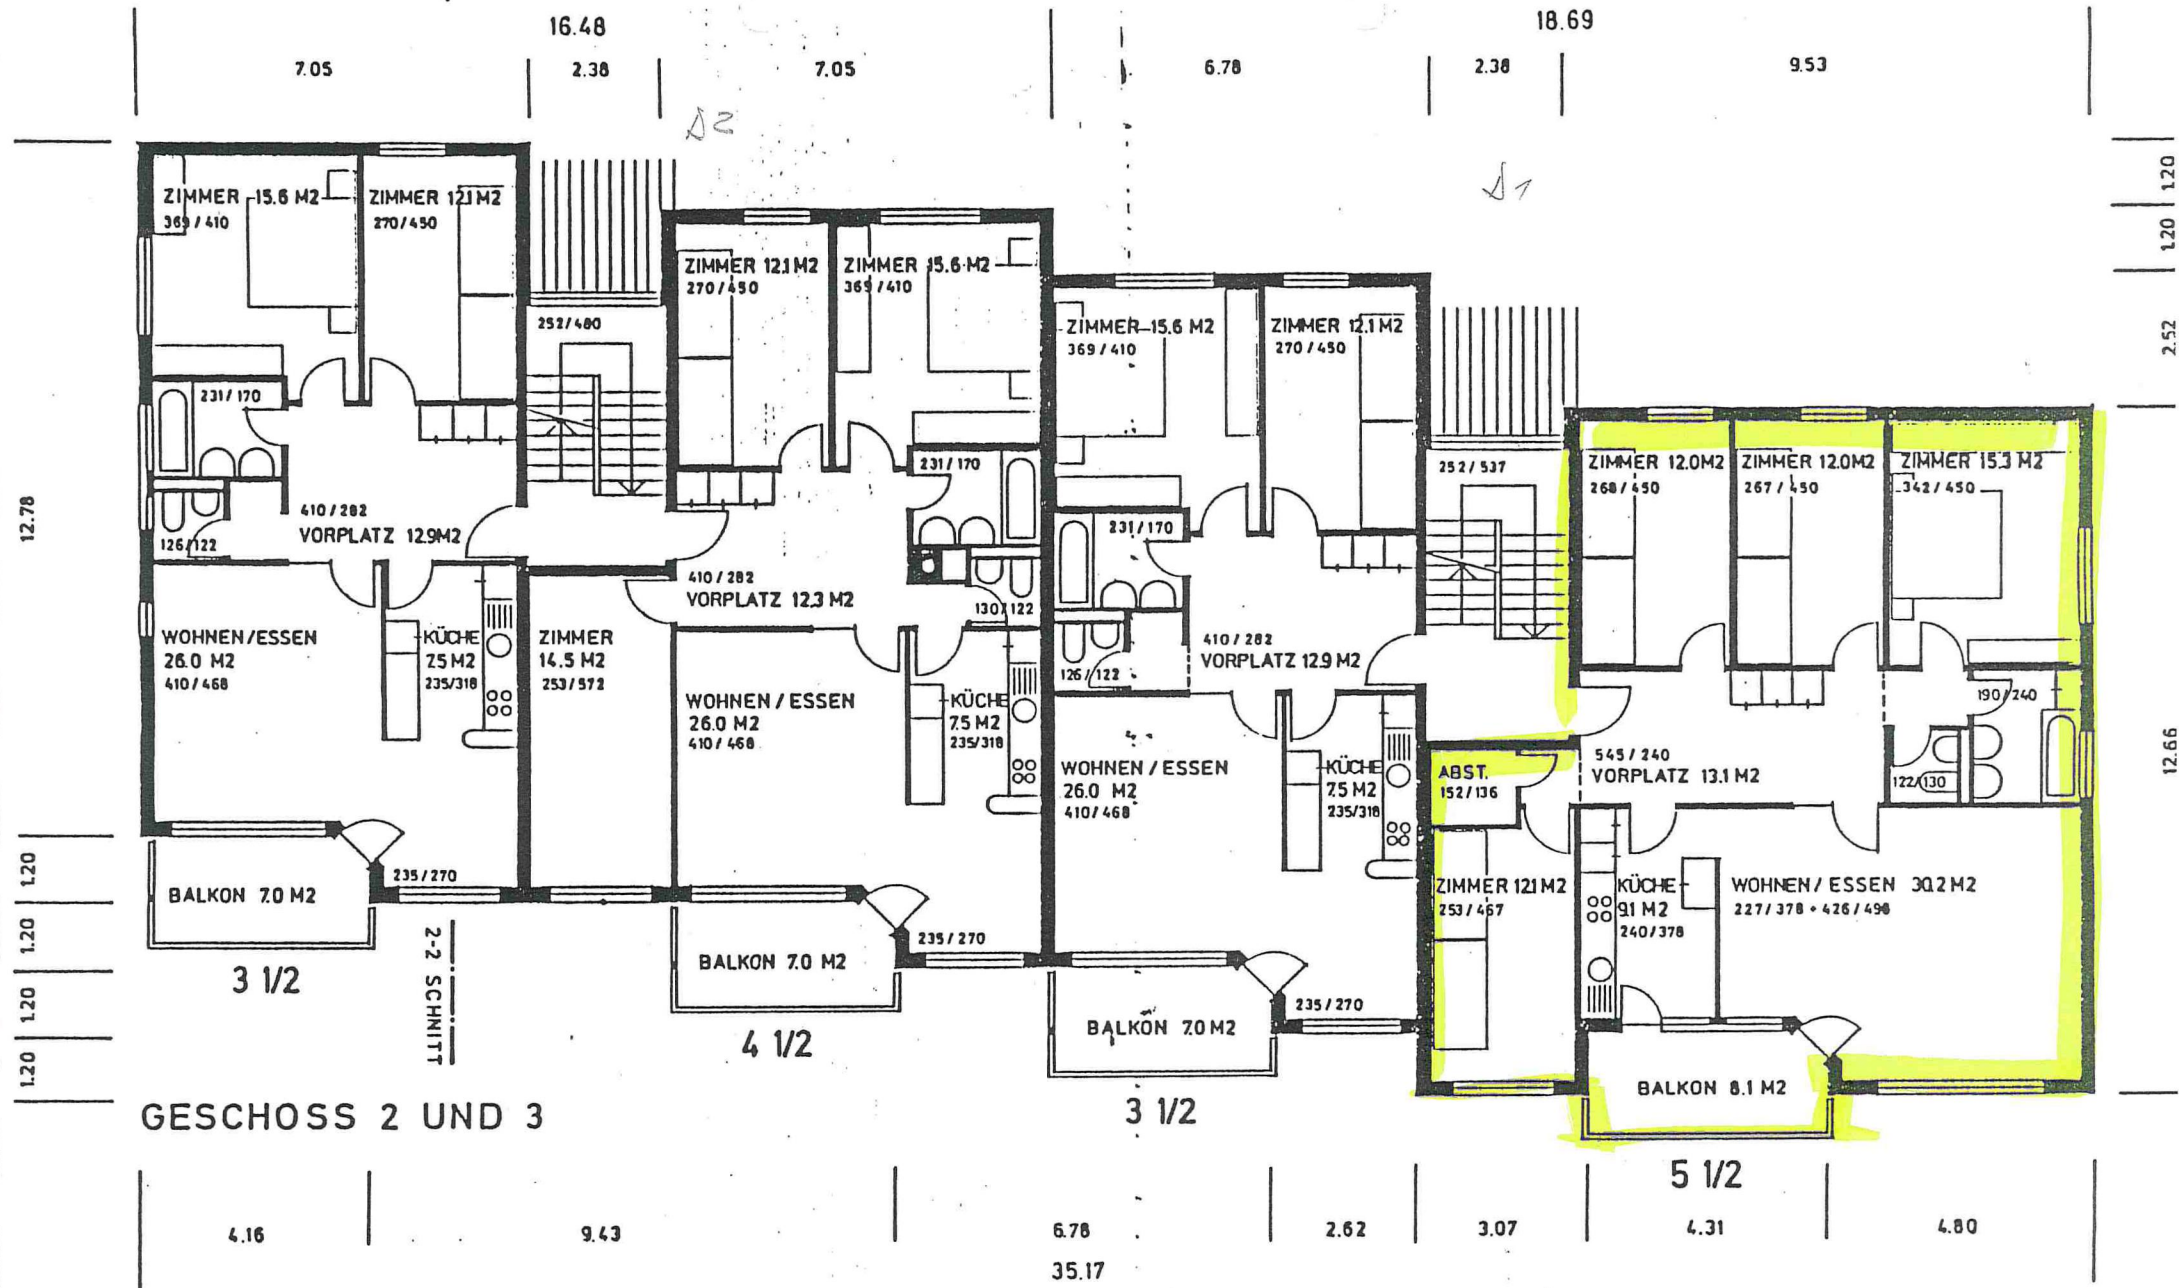 16.48
18.69
7.05
2.38
7.05
6.78
2.38
9.53
1.20
1.20
2.52
12.66
12.78
1.20
1.20
1.20
1.20
ZIMMER 15.6 M2
369 / 410
ZIMMER 12.1 M2
270/450
231/170
126/122
410/282
VORPLATZ 12.9M2
WOHNEN/ESSEN
26.0 M2
410/468
KÜCHE
7.5 M2
235/318
235/270
BALKON 7.0 M2
3 1/2
2-2 SCHNITT
252/480
ZIMMER
14.5 M2
253/572
ZIMMER 12.1 M2
270/450
ZIMMER 15.6 M2
369 / 410
231/170
130/122
410/282
VORPLATZ 12.3 M2
WOHNEN / ESSEN
26.0 M2
410/468
KÜCHE
7.5 M2
235/318
235/270
BALKON 7.0 M2
4 1/2
ZIMMER 15.6 M2
369 / 410
ZIMMER 12.1 M2
270/450
231/170
126/122
410/282
VORPLATZ 12.9 M2
WOHNEN / ESSEN
26.0 M2
410/468
KÜCHE
7.5 M2
235/318
235/270
BALKON 7.0 M2
3 1/2
252/537
ZIMMER 12.0M2
268/450
ZIMMER 12.0M2
267/450
ZIMMER 15.3 M2
342/450
190/240
122/130
545/240
VORPLATZ 13.1 M2
ABST.
152/136
ZIMMER 12.1 M2
253/467
KÜCHE
9.1 M2
240/378
WOHNEN / ESSEN 30.2 M2
227/378 + 426/498
BALKON 8.1 M2
5 1/2
GESCHOSS 2 UND 3
4.16
9.43
6.78
2.62
3.07
4.31
4.80
35.17